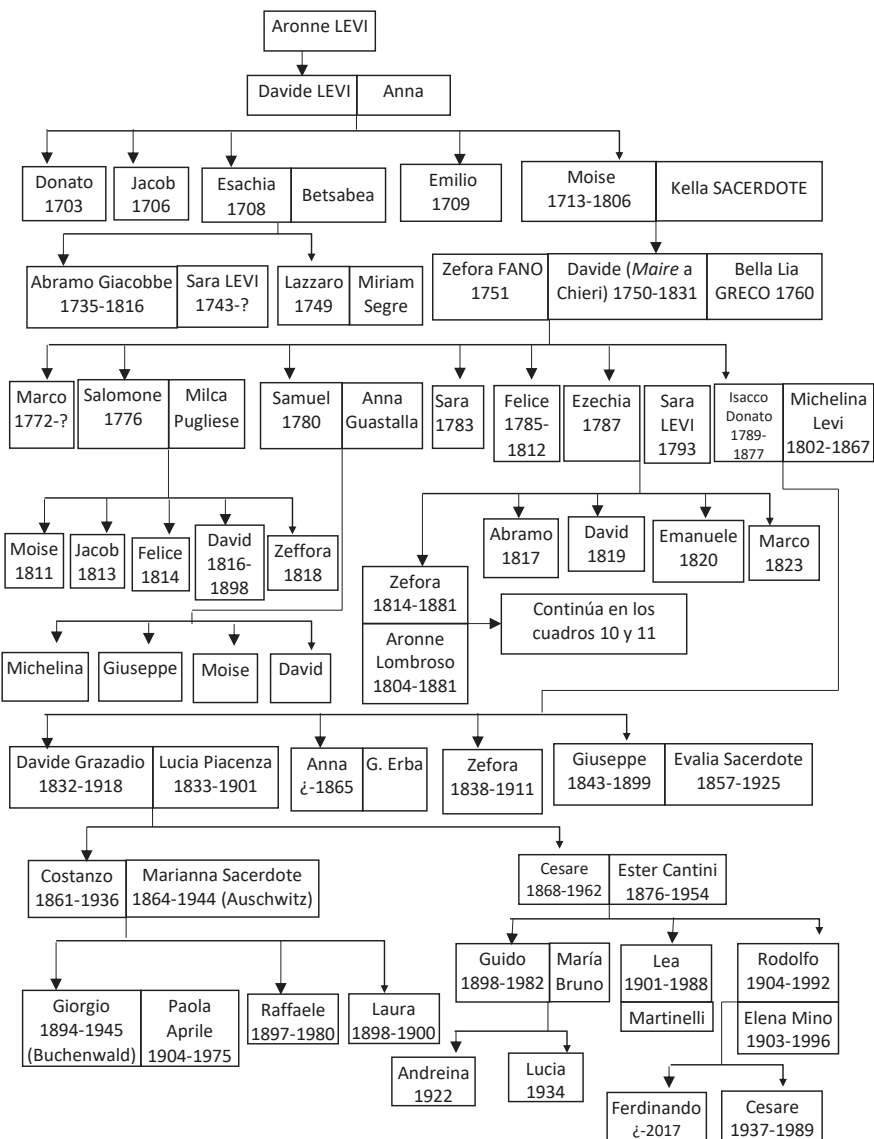 Aronne LEVI
Davide LEVI
Anna
Donato
1703
Jacob
1706
Esachia
1708
Betsabea
Emilio
1709
Moise
1713-1806
Kella SACERDOTE
Abramo Giacobbe
1735-1816
Sara LEVI
1743-?
Lazzaro
1749
Miriam
Segre
Zefora FANO
1751
Davide (Maire a
Chieri) 1750-1831
Bella Lia
GRECO 1760
Marco
1772-?
Salomone
1776
Milca
Pugliese
Samuel
1780
Anna
Guastalla
Sara
1783
Felice
1785-
1812
Ezechia
1787
Sara
LEVI
1793
Isacco
Donato
1789-
1877
Michelina
Levi
1802-1867
Moise
1811
Jacob
1813
Felice
1814
David
1816-
1898
Zeffora
1818
Abramo
1817
David
1819
Emanuele
1820
Marco
1823
Zefora
1814-1881
Aronne
Lombroso
1804-1881
Continúa en los
cuadros 10 y 11
Michelina
Giuseppe
Moise
David
Davide Grazadio
1832-1918
Lucia Piacenza
1833-1901
Anna
¿-1865
G. Erba
Zefora
1838-1911
Giuseppe
1843-1899
Evalia Sacerdote
1857-1925
Costanzo
1861-1936
Marianna Sacerdote
1864-1944 (Auschwitz)
Cesare
1868-1962
Ester Cantini
1876-1954
Giorgio
1894-1945
(Buchenwald)
Paola
Aprile
1904-1975
Raffaele
1897-1980
Laura
1898-1900
Guido
1898-1982
María
Bruno
Lea
1901-1988
Martinelli
Rodolfo
1904-1992
Elena Mino
1903-1996
Andreina
1922
Lucia
1934
Ferdinando
¿-2017
Cesare
1937-1989